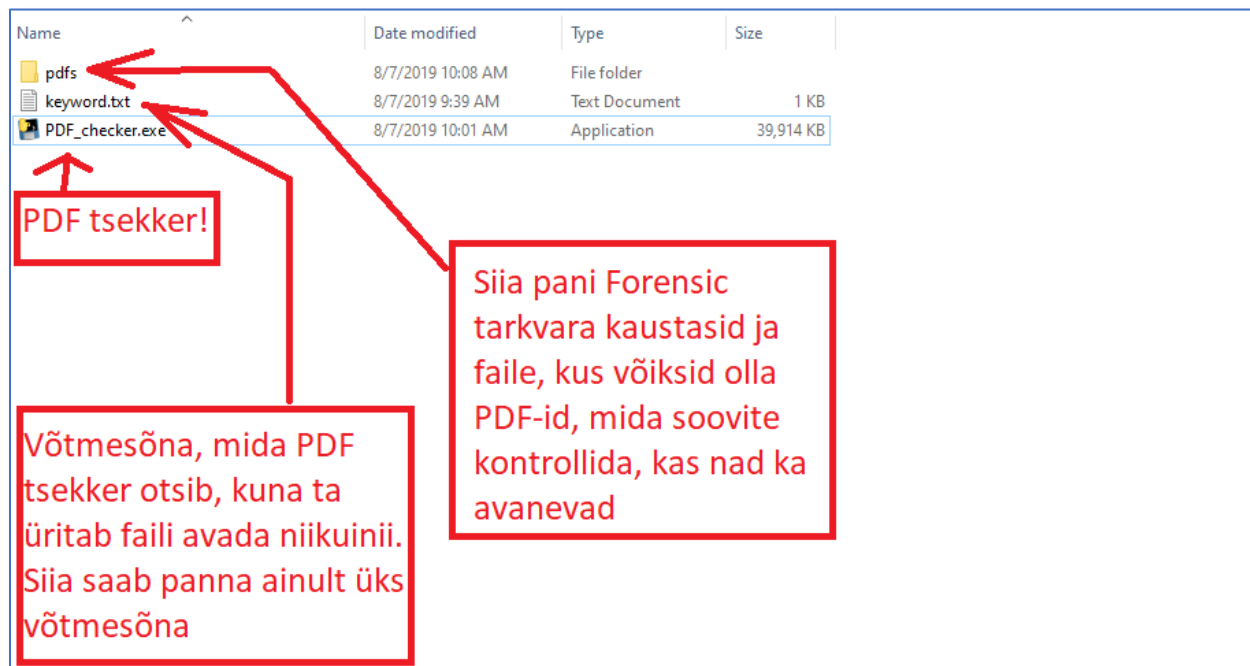 Name Date modified Type Size
pdfs 8/7/2019 10:08 AM File folder
keyword.txt 8/7/2019 9:39 AM Text Document 1 KB
PDF_checker.exe 8/7/2019 10:01 AM Application 39,914 KB
PDF tsekker!
Siia pani Forensic
tarkvara kaustasid ja
faile, kus võiksid olla
PDF-id, mida soovite
kontrollida, kas nad ka
avanevad
Võtmesõna, mida PDF
tsekker otsib, kuna ta
üritab faili avada niikuinii.
Siia saab panna ainult üks
võtmesõna